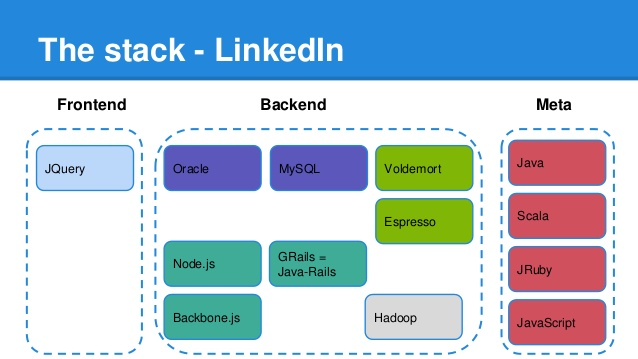 The stack - LinkedIn
Frontend
Backend
Meta
JQuery
Oracle
MySQL
Voldemort
Espresso
Node.js
GRails =
Java-Rails
Backbone.js
Hadoop
Java
Scala
JRuby
JavaScript